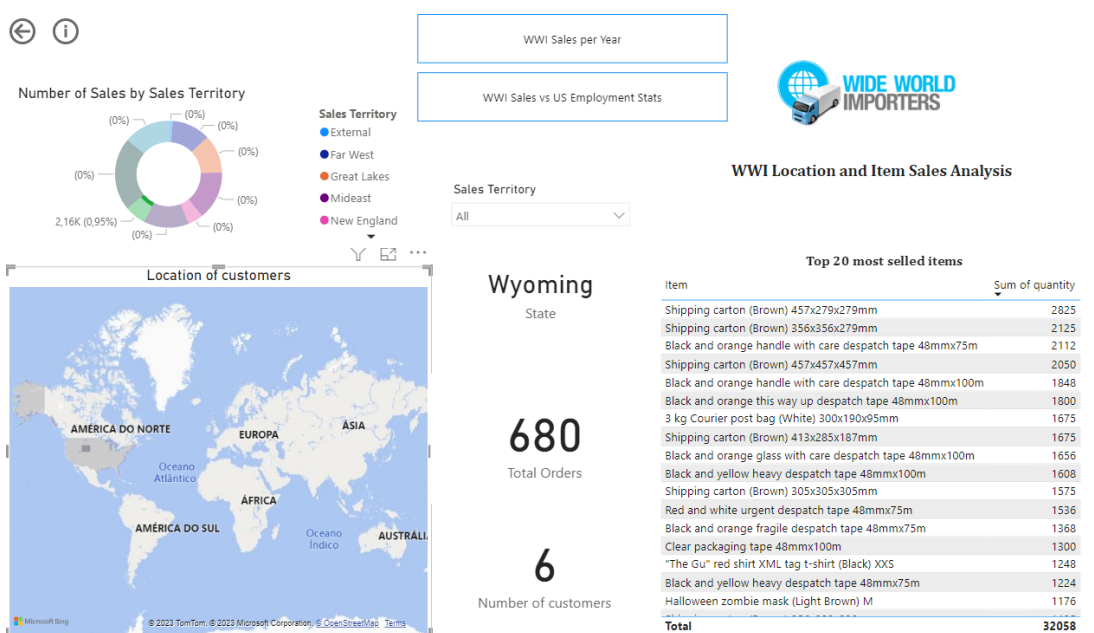 WWI Sales per Year
WWI Sales vs US Employment Stats
WIDE WORLD
IMPORTERS
WWI Location and Item Sales Analysis
Number of Sales by Sales Territory
(0%)
(0%)
(0%)
(0%)
(0%)
(0%)
(0%)
(0%)
2,16K (0,95%)
Sales Territory
External
Far West
Great Lakes
Mideast
New England
Sales Territory
All
Location of customers
AMÉRICA DO NORTE
EUROPA
ÁSIA
Oceano
Atlântico
ÁFRICA
AMÉRICA DO SUL
Oceano
Índico
AUSTRÁLI
Microsoft Bing
© 2023 TomTom, © 2023 Microsoft Corporation, © OpenStreetMap Terms
Wyoming
State
680
Total Orders
6
Number of customers
Top 20 most selled items
Item Sum of quantity
Shipping carton (Brown) 457x279x279mm 2825
Shipping carton (Brown) 356x356x279mm 2125
Black and orange handle with care despatch tape 48mmx75m 2112
Shipping carton (Brown) 457x457x457mm 2050
Black and orange handle with care despatch tape 48mmx100m 1848
Black and orange this way up despatch tape 48mmx100m 1800
3 kg Courier post bag (White) 300x190x95mm 1675
Shipping carton (Brown) 413x285x187mm 1675
Black and orange glass with care despatch tape 48mmx100m 1656
Black and yellow heavy despatch tape 48mmx100m 1608
Shipping carton (Brown) 305x305x305mm 1575
Red and white urgent despatch tape 48mmx75m 1536
Black and orange fragile despatch tape 48mmx75m 1368
Clear packaging tape 48mmx100m 1300
"The Gu" red shirt XML tag t-shirt (Black) XXS 1248
Black and yellow heavy despatch tape 48mmx75m 1224
Halloween zombie mask (Light Brown) M 1176
Total 32058